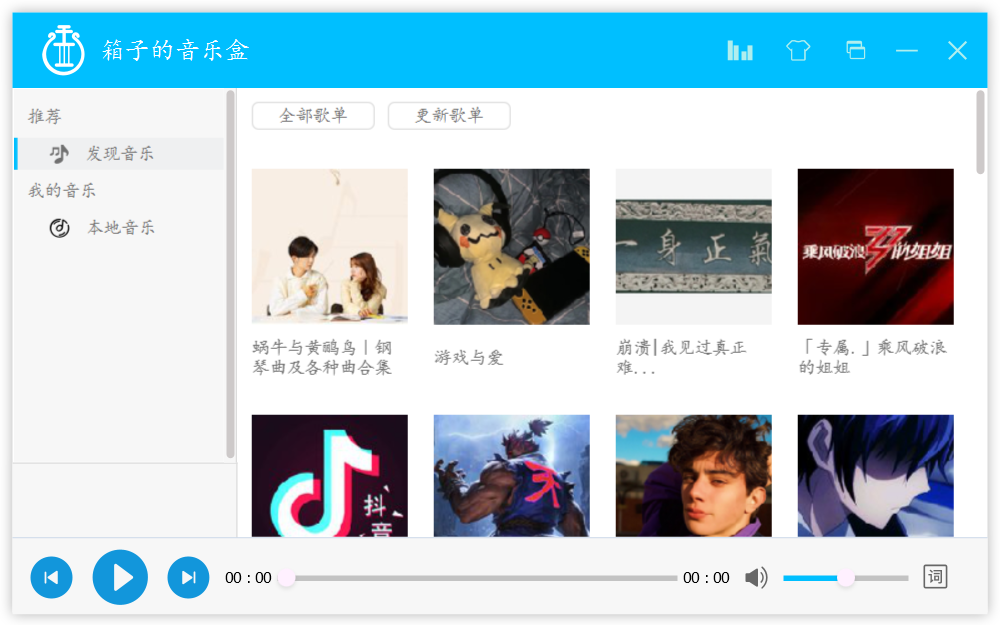 箱子的音乐盒
推荐
发现音乐
我的音乐
本地音乐
全部歌单
更新歌单
一身正氣
乘风破浪的姐姐
蜗牛与黄鹂鸟丨钢
琴曲及各种曲合集
游戏与爱
崩溃|我见过真正
难...
「专属.」乘风破浪
的姐姐
抖
音
00:00
00:00
词